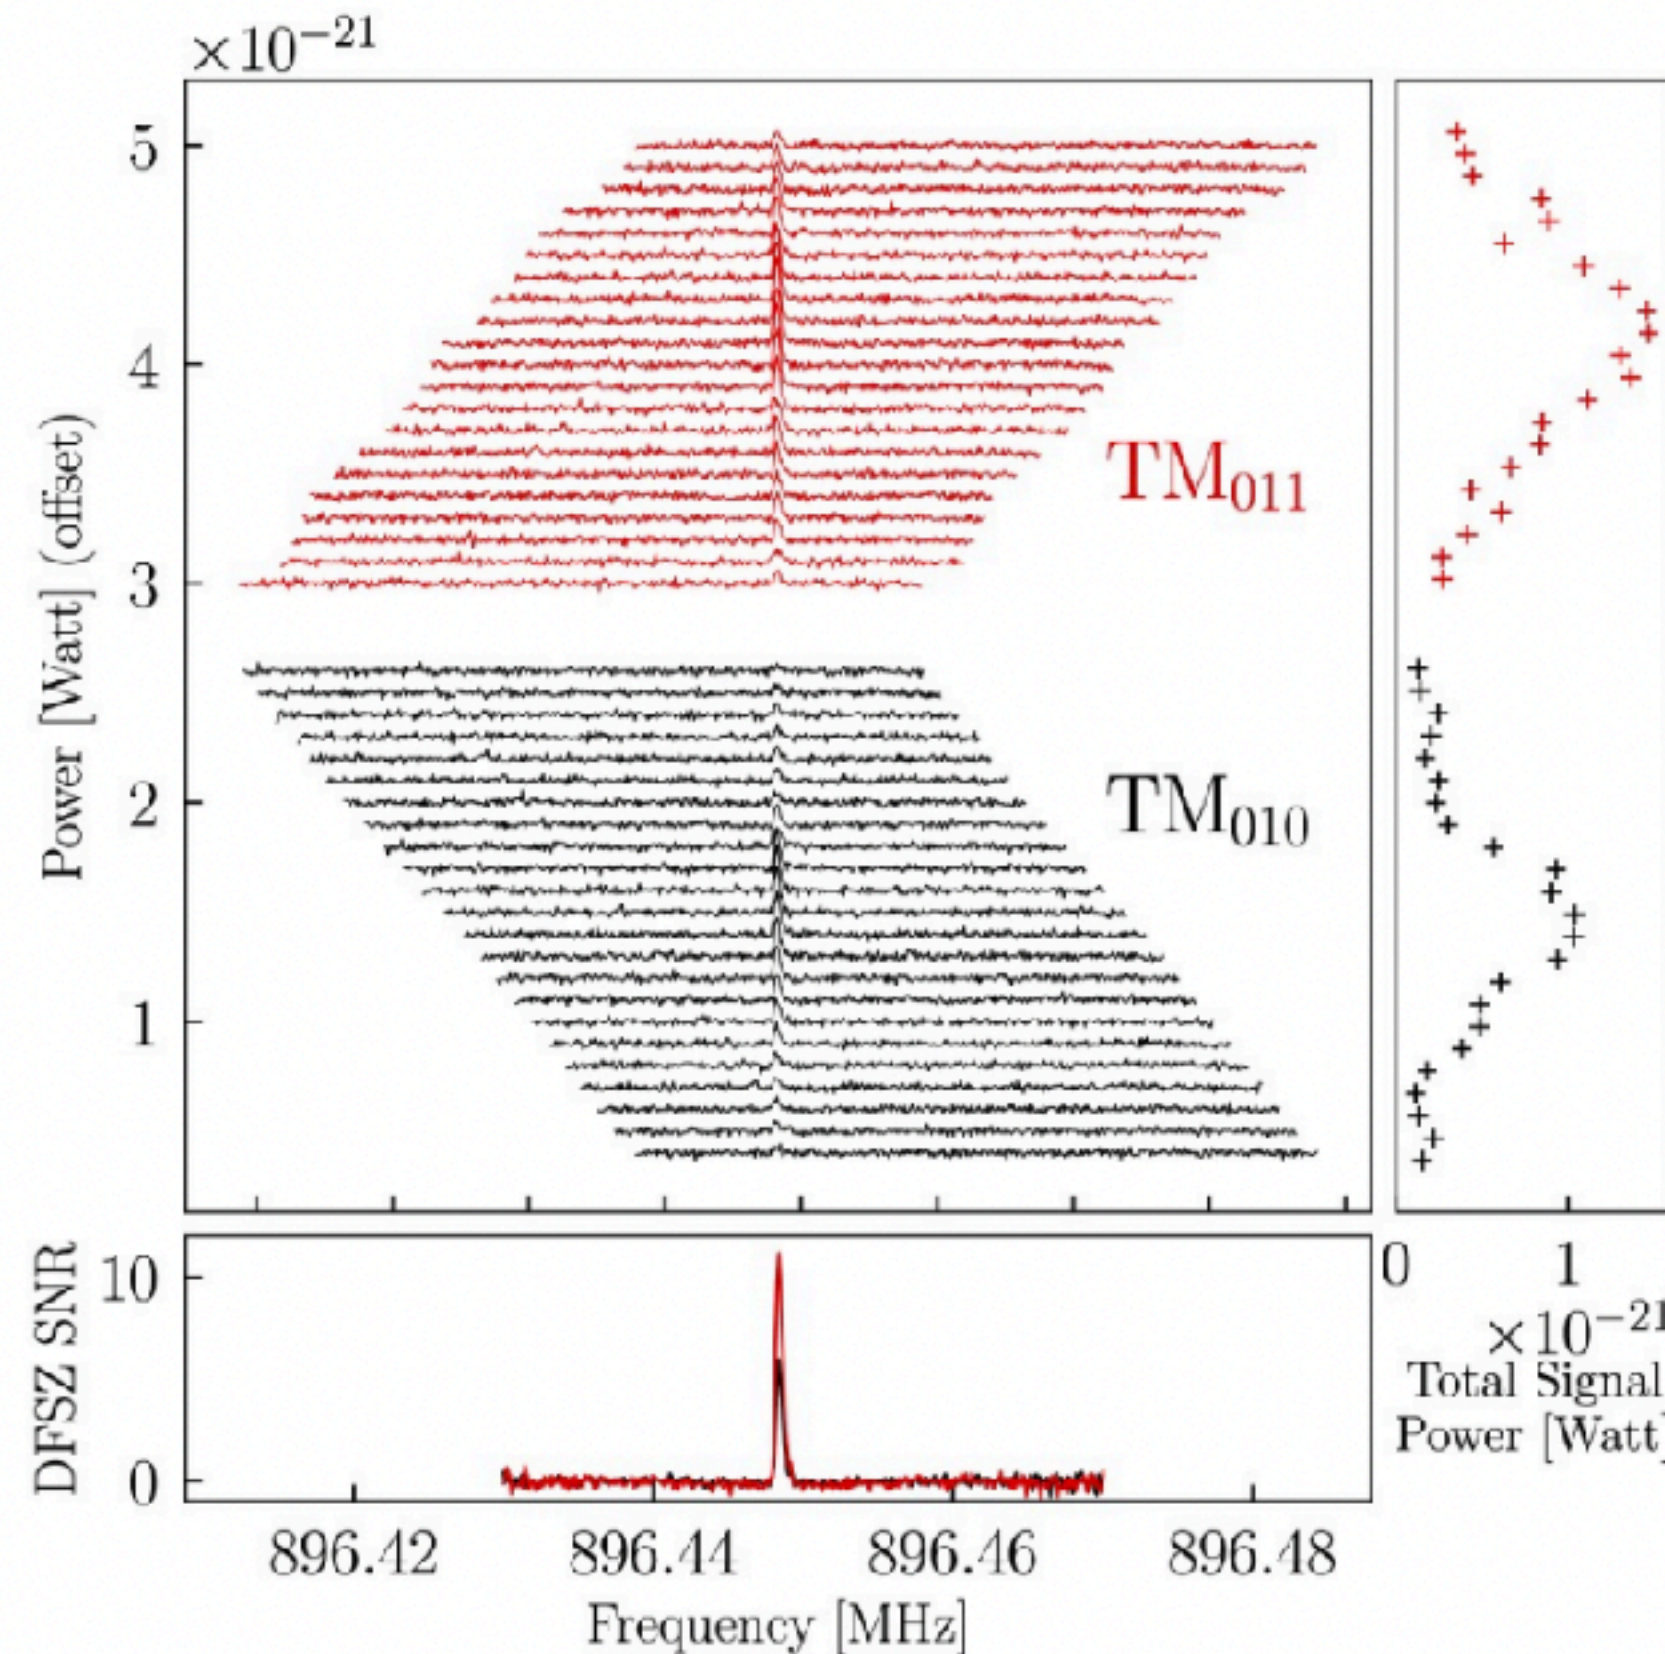 ×10⁻²¹
5
4
3
2
1
Power [Watt] (offset)
TM₀₁₁
TM₀₁₀
10
0
DFSZ SNR
0 1
×10⁻²¹
Total Signal
Power [Watt]
896.42 896.44 896.46 896.48
Frequency [MHz]